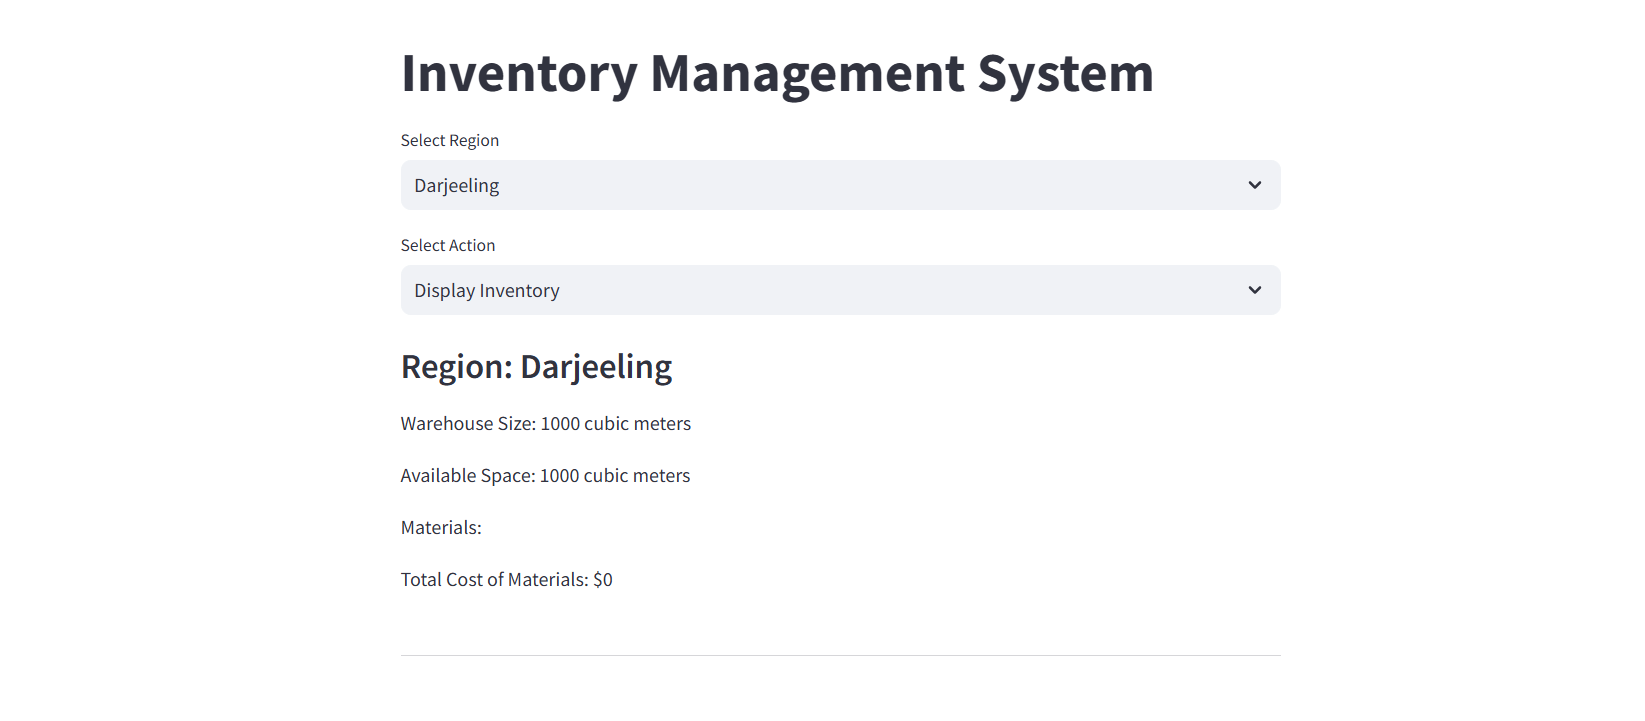 Inventory Management System
Select Region
Darjeeling
Select Action
Display Inventory
Region: Darjeeling
Warehouse Size: 1000 cubic meters
Available Space: 1000 cubic meters
Materials:
Total Cost of Materials: $0